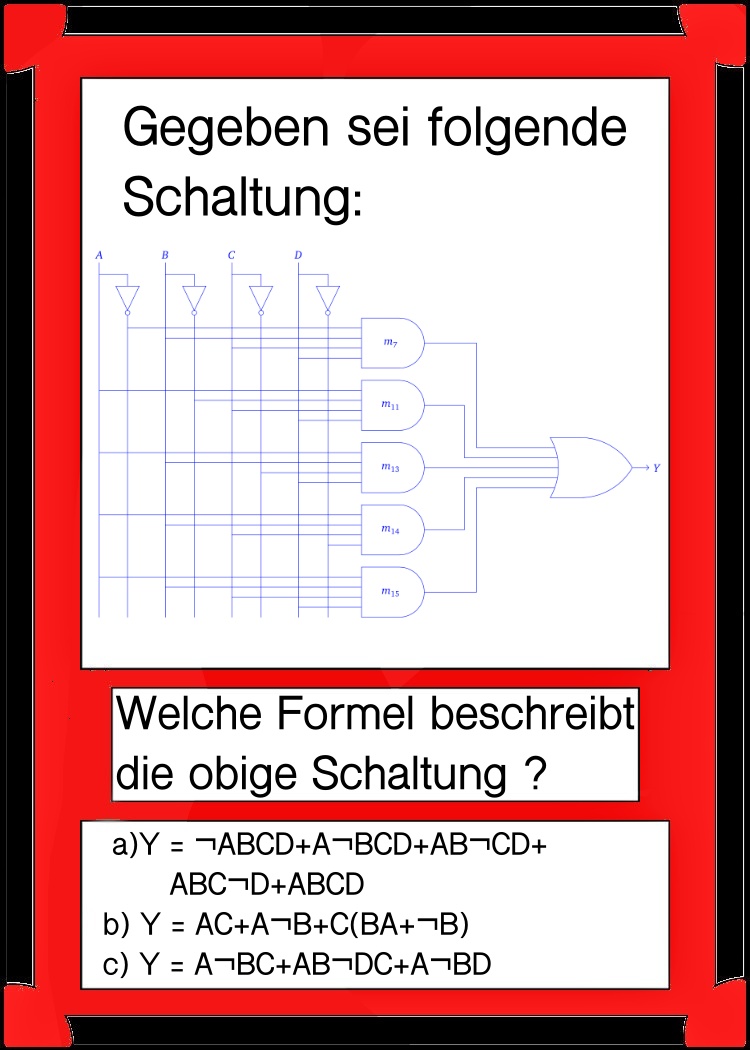 Gegeben sei folgende
Schaltung:
A B C D
m7
m11
m13
Y
m14
m15
Welche Formel beschreibt
die obige Schaltung ?
a)Y = ¬ABCD+A¬BCD+AB¬CD+
ABC¬D+ABCD
b) Y = AC+A¬B+C(BA+¬B)
c) Y = A¬BC+AB¬DC+A¬BD